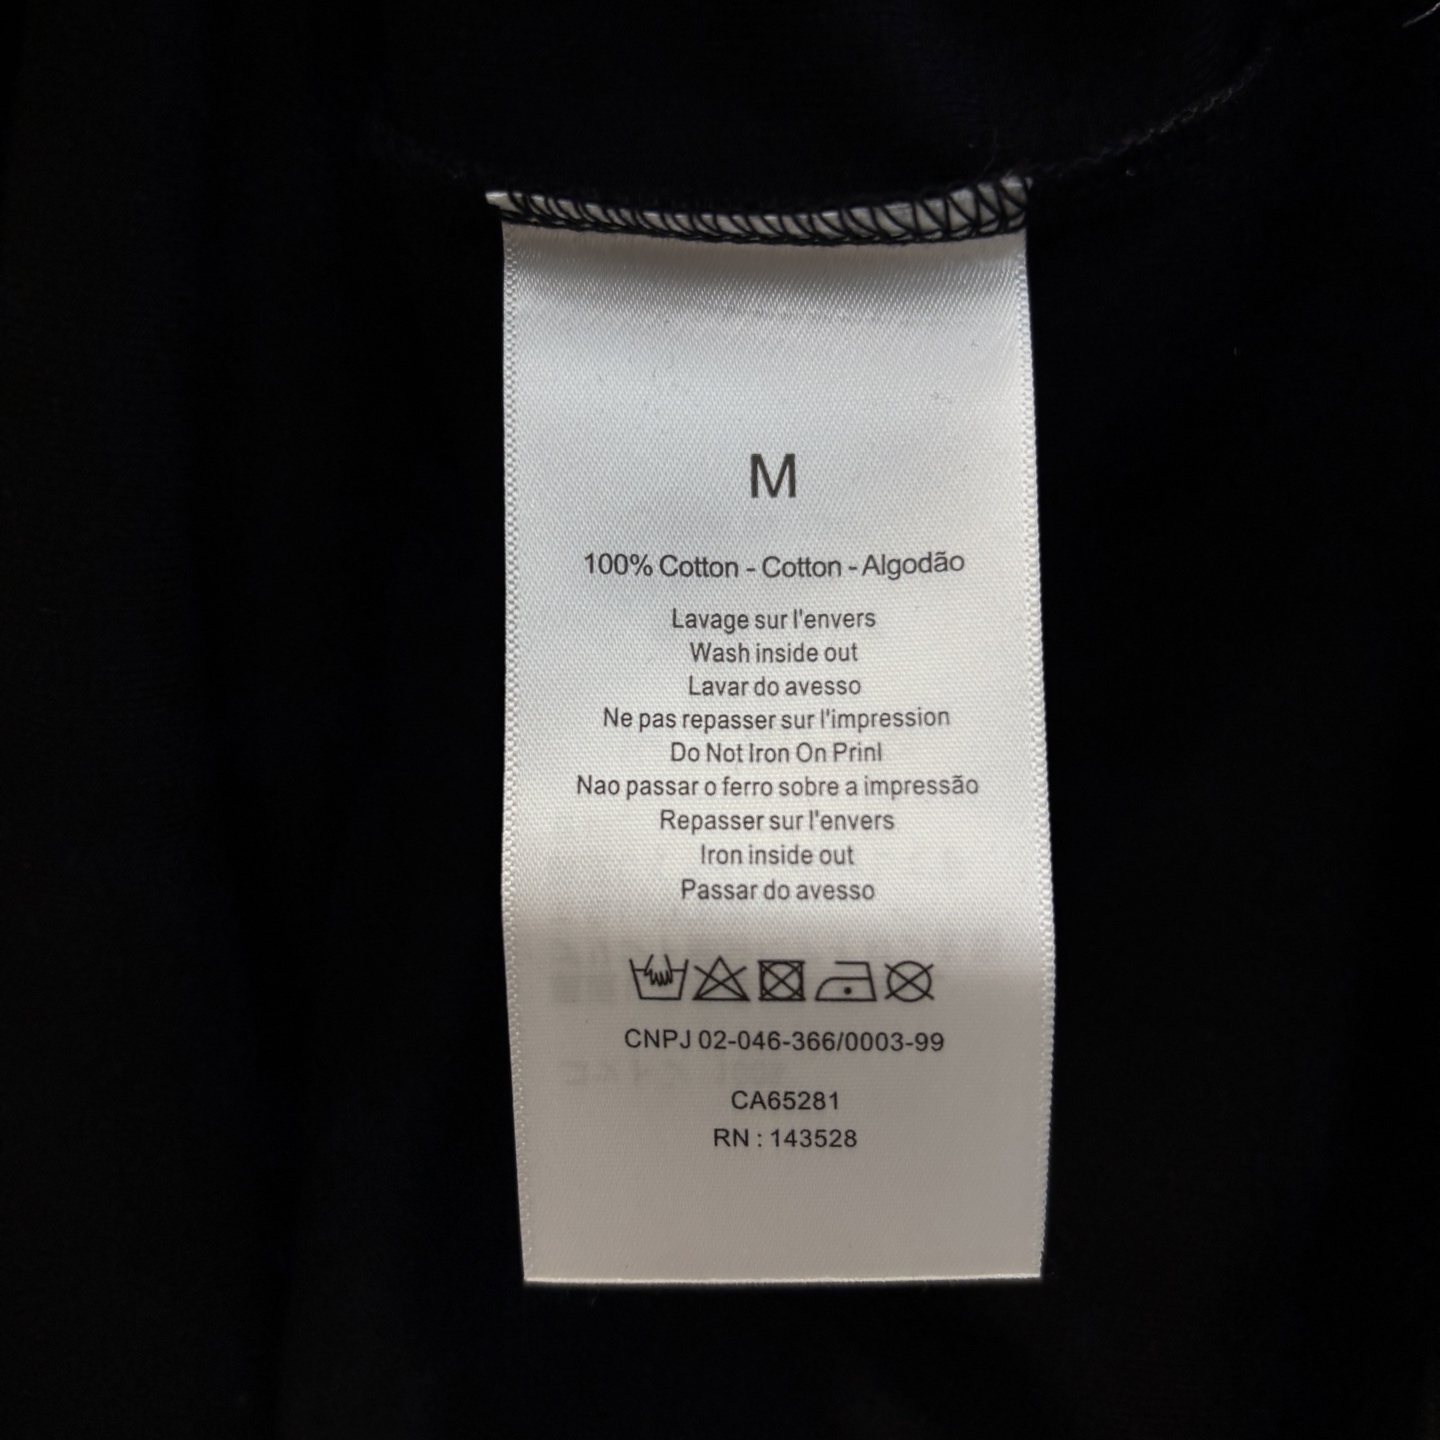 M
100% Cotton - Cotton - Algodão
Lavage sur l'envers
Wash inside out
Lavar do avesso
Ne pas repasser sur l'impression
Do Not Iron On Prinl
Nao passar o ferro sobre a impressão
Repasser sur l'envers
Iron inside out
Passar do avesso
CNPJ 02-046-366/0003-99
CA65281
RN : 143528